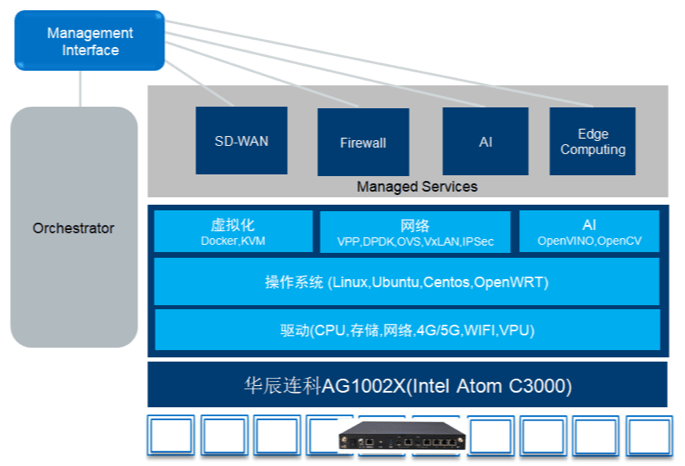 Management
Interface
Orchestrator
SD-WAN
Firewall
AI
Edge
Computing
Managed Services
虚拟化
Docker,KVM
网络
VPP,DPDK,OVS,VxLAN,IPSec
AI
OpenVINO,OpenCV
操作系统 (Linux,Ubuntu,Centos,OpenWRT)
驱动(CPU,存储,网络,4G/5G,WIFI,VPU)
华辰连科AG1002X(Intel Atom C3000)